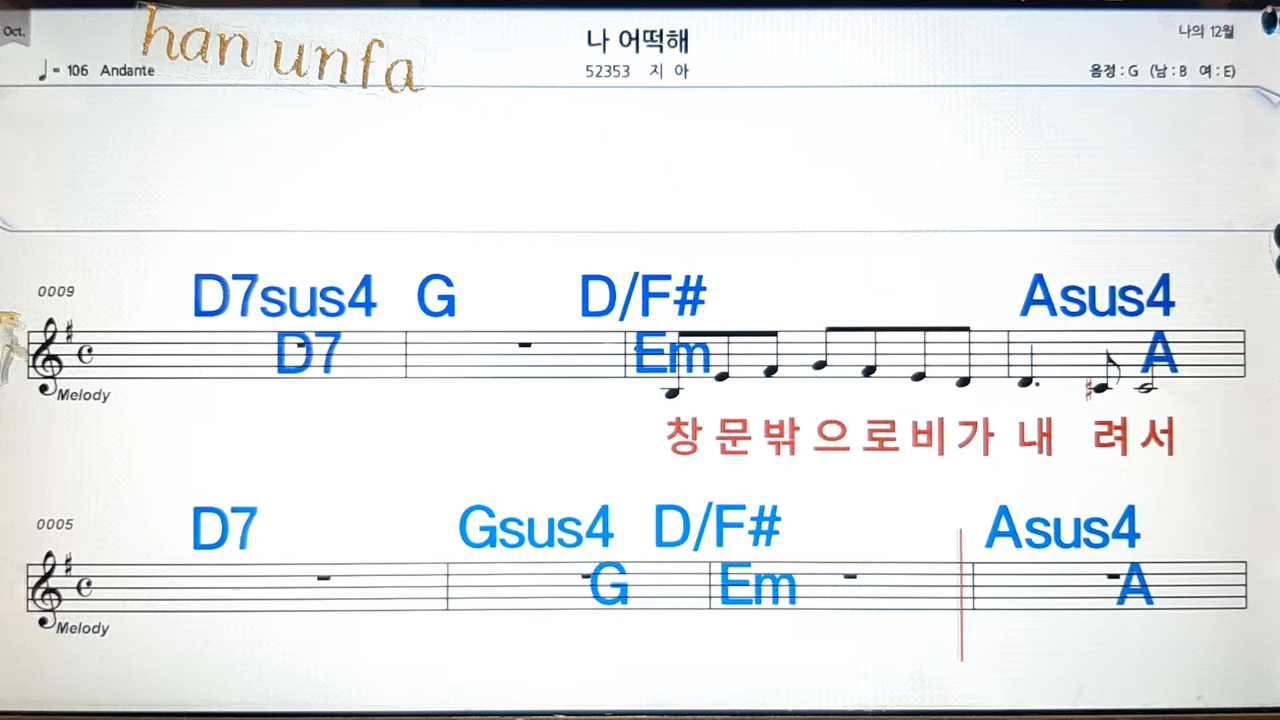 Oct.
han unfa
나 어떡해
나의 12월
♩= 106 Andante
52353 지 아
음정 : G (남 : B 여 : E)
0009
D7sus4 G D/F# Asus4
D7 Em A
Melody
창 문 밖 으 로 비 가 내 려 서
0005
D7 Gsus4 D/F# Asus4
G Em A
Melody